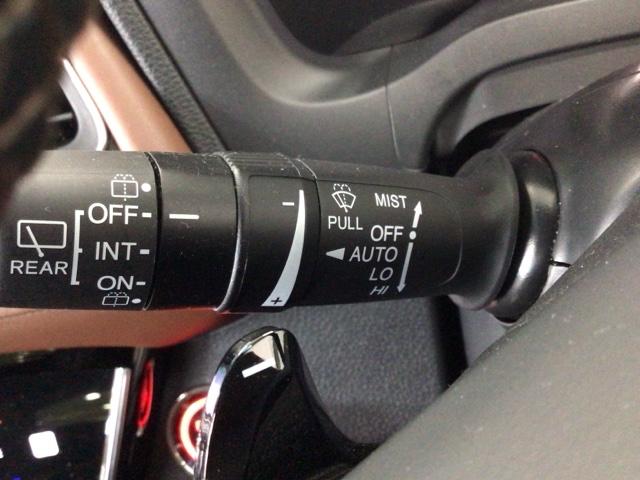 OFF
INT
ON
REAR
-
+
PULL
MIST
OFF
AUTO
LO
HI